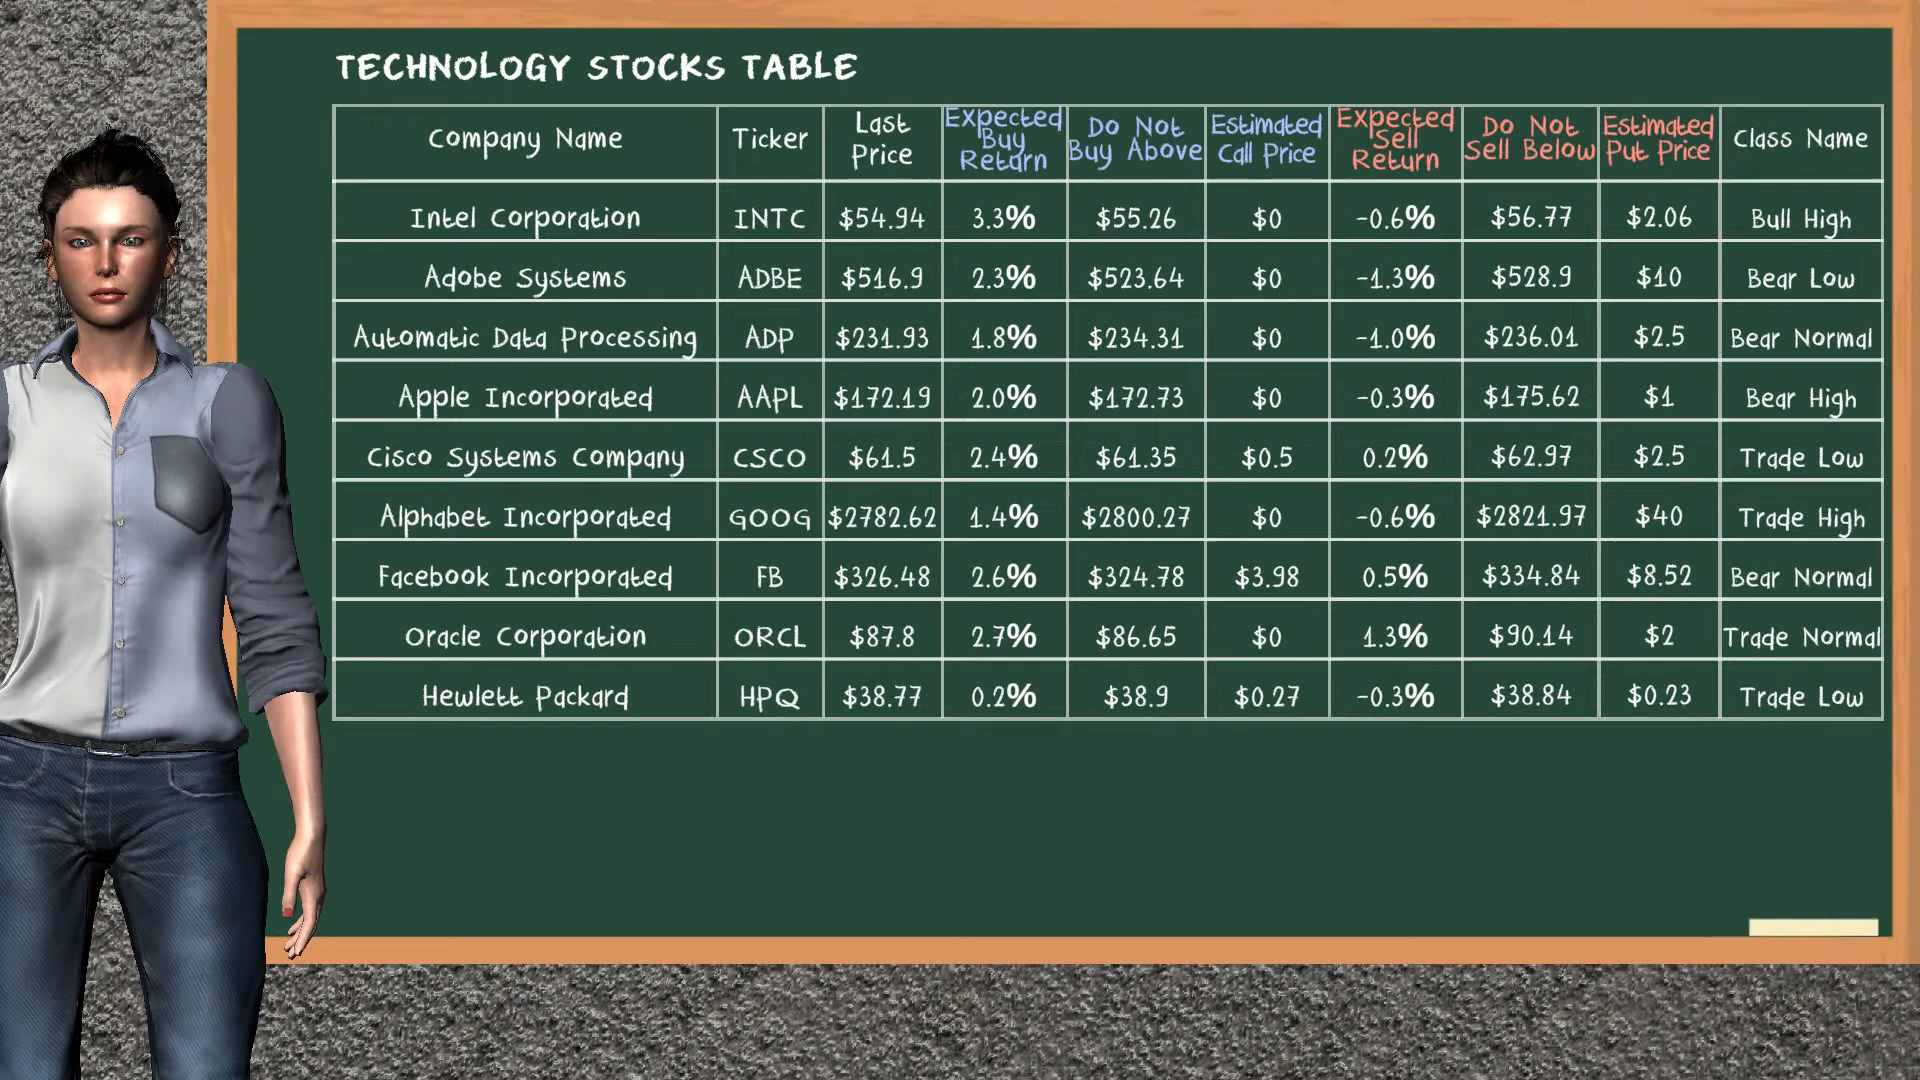 TECHNOLOGY STOCKS TABLE
Company Name Ticker Last Price Expected Buy Return Do Not Buy Above Estimated Call Price Expected Sell Return Do Not Sell Below Estimated Put Price Class Name
Intel Corporation INTC $54.94 3.3% $55.26 $0 -0.6% $56.77 $2.06 Bull High
Adobe Systems ADBE $516.9 2.3% $523.64 $0 -1.3% $528.9 $10 Bear Low
Automatic Data Processing ADP $231.93 1.8% $234.31 $0 -1.0% $236.01 $2.5 Bear Normal
Apple Incorporated AAPL $172.19 2.0% $172.73 $0 -0.3% $175.62 $1 Bear High
Cisco Systems Company CSCO $61.5 2.4% $61.35 $0.5 0.2% $62.97 $2.5 Trade Low
Alphabet Incorporated GOOG $2782.62 1.4% $2800.27 $0 -0.6% $2821.97 $40 Trade High
Facebook Incorporated FB $326.48 2.6% $324.78 $3.98 0.5% $334.84 $8.52 Bear Normal
Oracle Corporation ORCL $87.8 2.7% $86.65 $0 1.3% $90.14 $2 Trade Normal
Hewlett Packard HPQ $38.77 0.2% $38.9 $0.27 -0.3% $38.84 $0.23 Trade Low